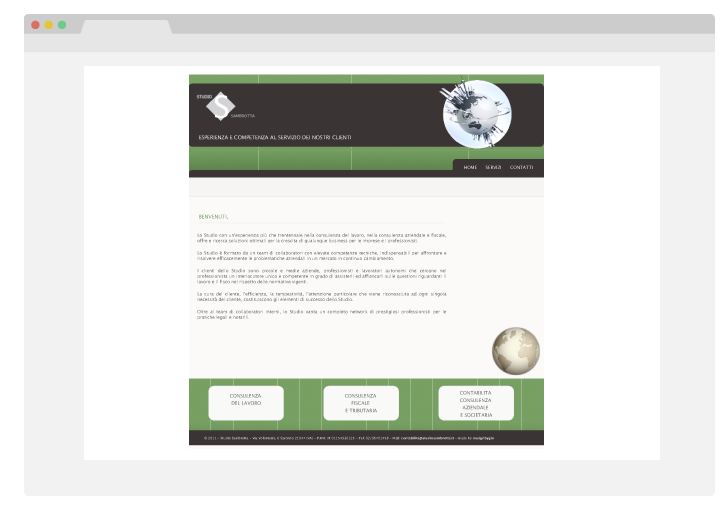 STUDIO
S
SAMBROTTA
ESPERIENZA E COMPETENZA AL SERVIZIO DEI NOSTRI CLIENTI
HOME SERVIZI CONTATTI
BENVENUTI,
Lo Studio con un'esperienza più che trentennale nella consulenza del lavoro, nella consulenza aziendale e fiscale,
offre e ricerca soluzioni ottimali per la crescita di qualunque business per le imprese e i professionisti.
Lo Studio è formato da un team di collaboratori con elevate competenze tecniche, indispensabili per affrontare e
risolvere efficacemente le problematiche aziendali in un mercato in continuo cambiamento.
I clienti dello Studio sono piccole e medie aziende, professionisti e lavoratori autonomi che cercano nel
professionista un interlocutore unico e competente in grado di assisterli ed affiancarli sulle questioni riguardanti il
lavoro e il fisco nel rispetto delle normative vigenti.
La cura del cliente, l'efficienza, la tempestività, l'attenzione particolare che viene riconosciuta ad ogni singola
necessità del cliente, costituiscono gli elementi di successo dello Studio.
Oltre al team di collaboratori interni, lo Studio vanta un completo network di prestigiosi professionisti per le
pratiche legali e notarili.
CONSULENZA
DEL LAVORO
CONSULENZA
FISCALE
E TRIBUTARIA
CONTABILITÀ
CONSULENZA
AZIENDALE
E SOCIETARIA
© 2011 - Studio Sambrotta - Via